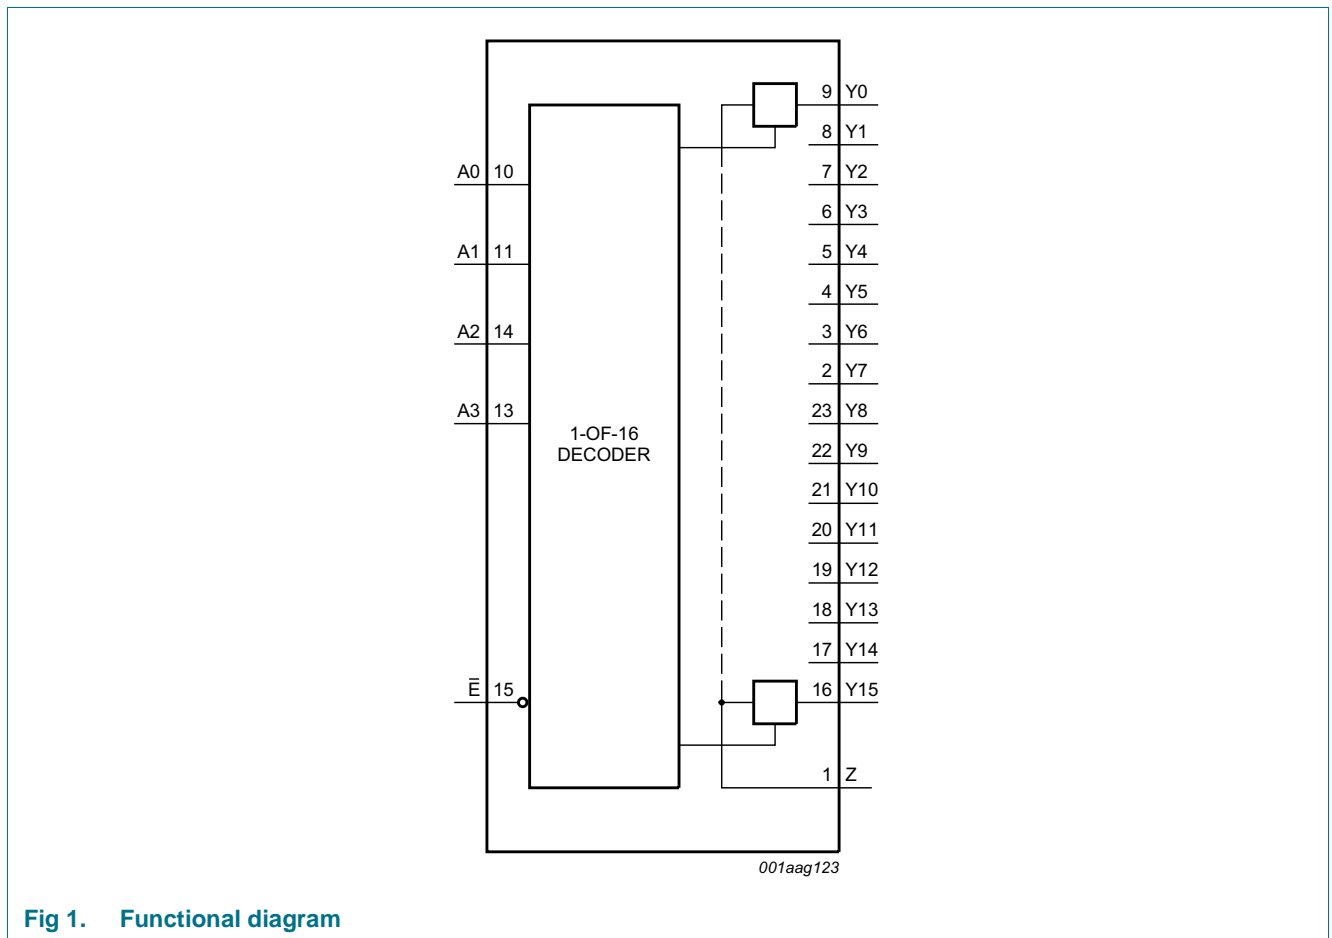 9 Y0
8 Y1
A0 10
7 Y2
6 Y3
A1 11
5 Y4
4 Y5
A2 14
3 Y6
2 Y7
A3 13
23 Y8
1-OF-16
DECODER
22 Y9
21 Y10
20 Y11
19 Y12
18 Y13
17 Y14
E̅ 15
16 Y15
1 Z
001aag123
Fig 1. Functional diagram